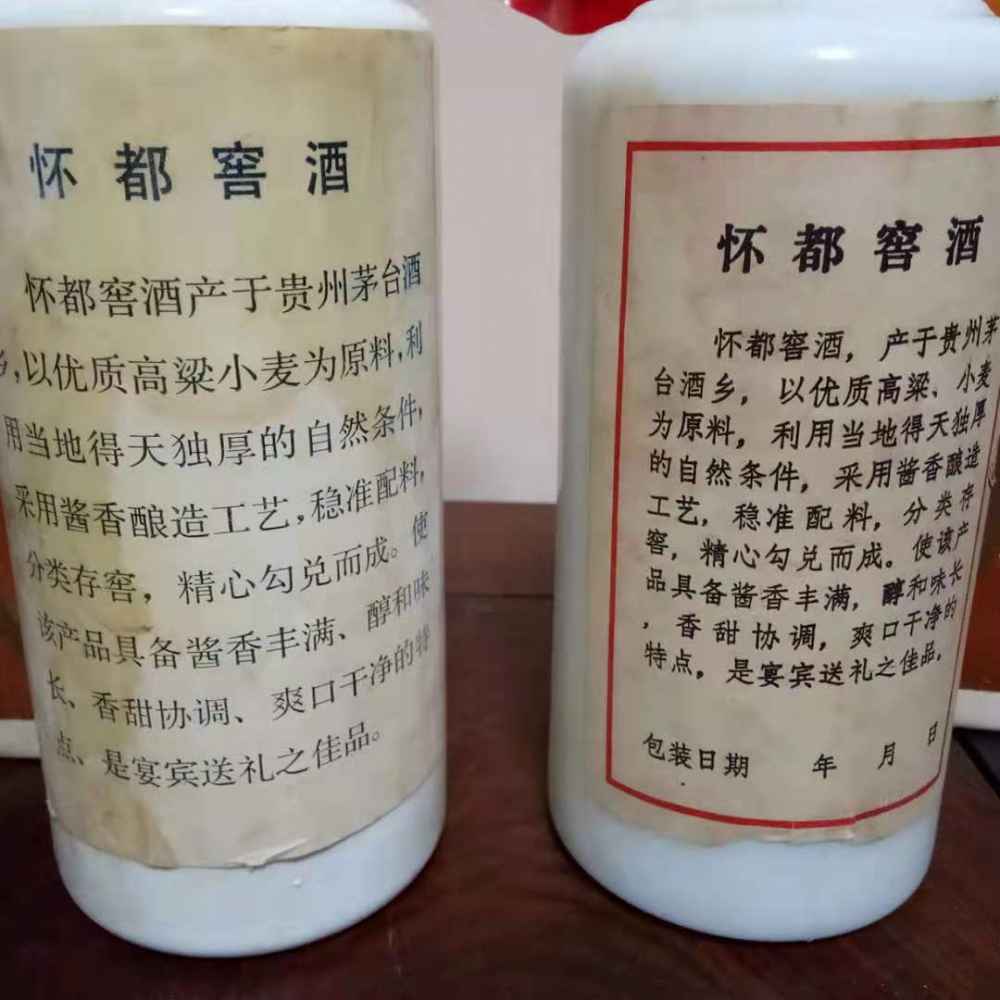 怀都窖酒
怀都窖酒产于贵州茅台酒
乡,以优质高粱小麦为原料,利
用当地得天独厚的自然条件,
采用酱香酿造工艺,稳准配料,
分类存窖，精心勾兑而成。使
该产品具备酱香丰满、醇和味
长、香甜协调、爽口干净的特
点、是宴宾送礼之佳品。
怀都窖酒
怀都窖酒，产于贵州茅
台酒乡，以优质高粱、小麦
为原料，利用当地得天独厚
的自然条件，采用酱香酿造
工艺，稳准配料，分类存
窖，精心勾兑而成。使该产
品具备酱香丰满，醇和味长
，香甜协调，爽口干净的
特点，是宴宾送礼之佳品。
包装日期 年 月 日